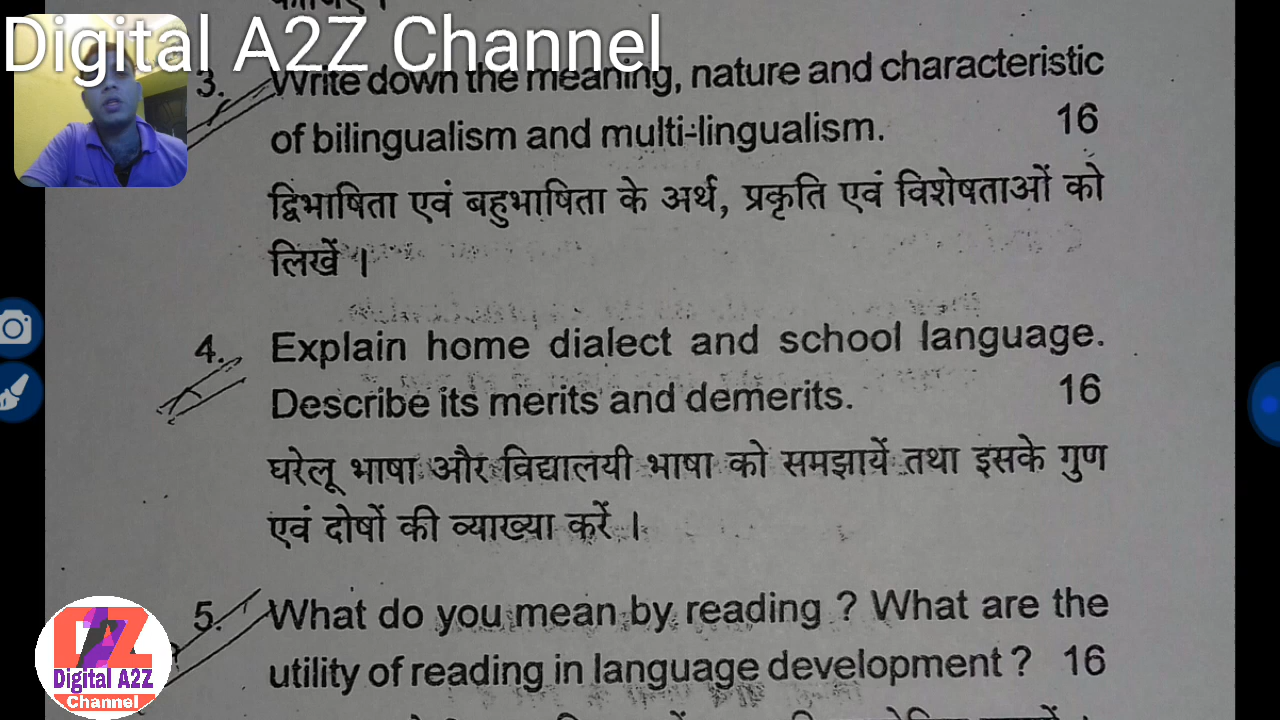 Digital A2Z Channel
3. Write down the meaning, nature and characteristic
of bilingualism and multi-lingualism. 16
द्विभाषिता एवं बहुभाषिता के अर्थ, प्रकृति एवं विशेषताओं को
लिखें ।
4. Explain home dialect and school language.
Describe its merits and demerits. 16
घरेलू भाषा और विद्यालयी भाषा को समझायें तथा इसके गुण
एवं दोषों की व्याख्या करें ।
5. What do you mean by reading ? What are the
utility of reading in language development ? 16
A2Z
Digital A2Z
Channel